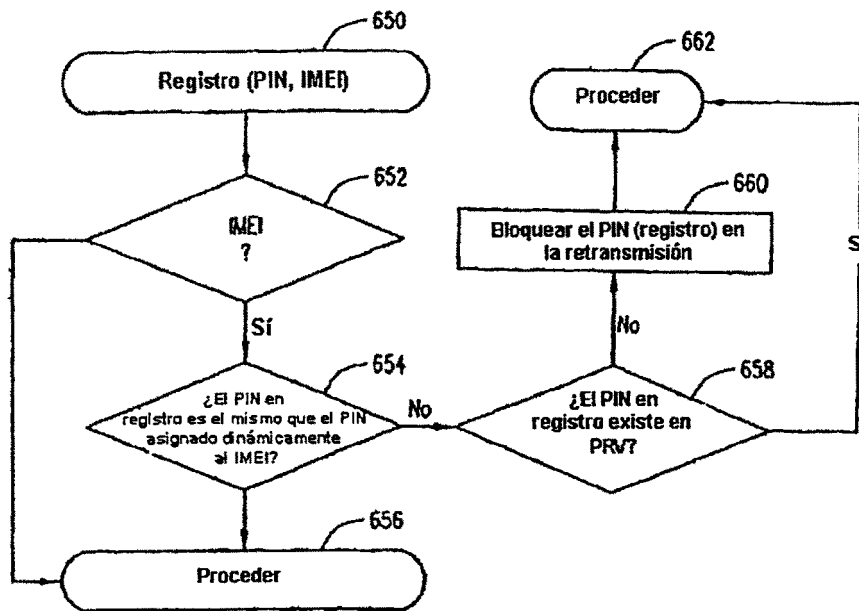 650
Registro (PIN, IMEI)
652
IMEI
?
Sí
654
¿El PIN en
registro es el mismo que el PIN
asignado dinámicamente
al IMEI?
No
656
Proceder
662
Proceder
660
Bloquear el PIN (registro) en
la retransmisión
No
658
¿El PIN en
registro existe en
PRV?
S